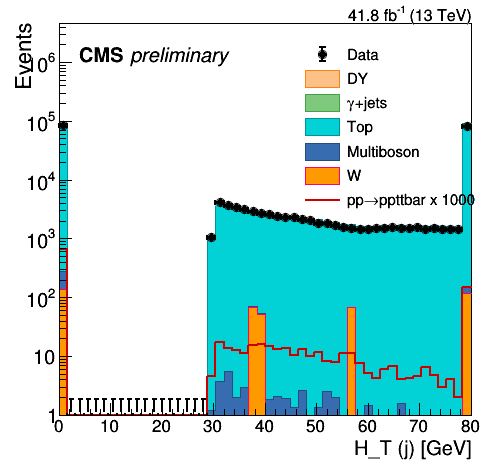 41.8 fb⁻¹ (13 TeV)
Events
CMS preliminary
Data
DY
γ+jets
Top
Multiboson
W
pp→ppttbar x 1000
10⁶
10⁵
10⁴
10³
10²
10
1
0 10 20 30 40 50 60 70 80
H_T (j) [GeV]